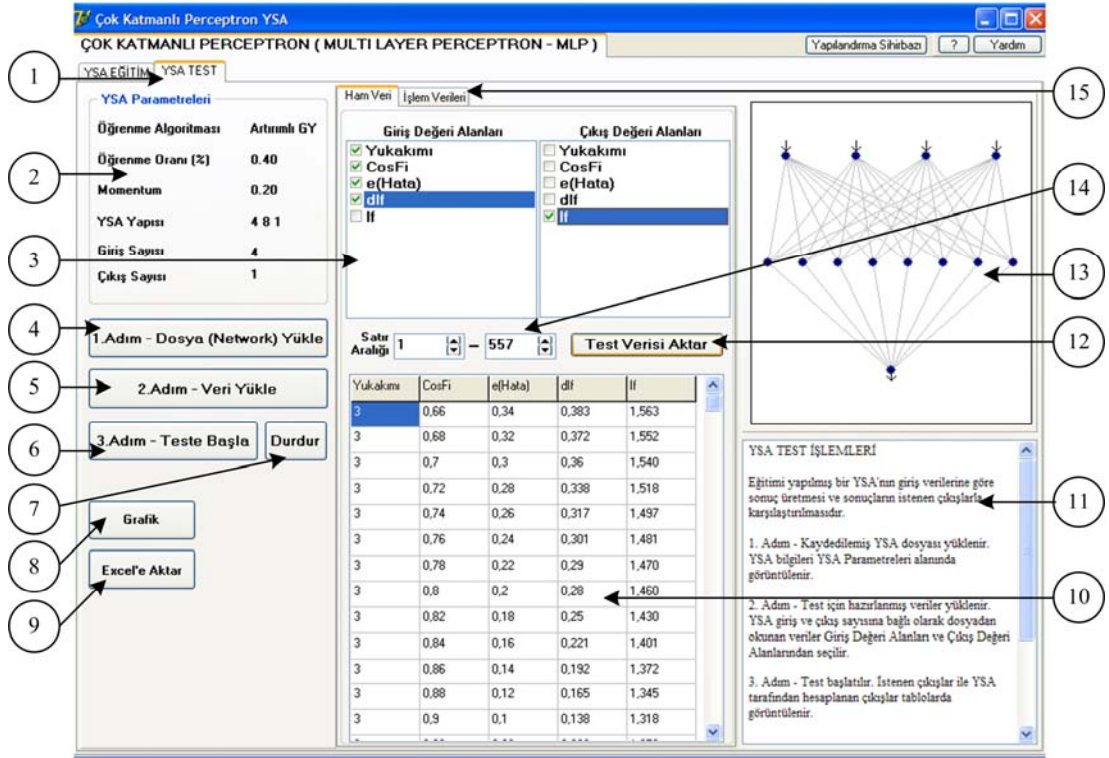 Çok Katmanlı Perceptron YSA
ÇOK KATMANLI PERCEPTRON ( MULTI LAYER PERCEPTRON - MLP )
Yapılandırma Sihirbazı
?
Yardım
YSA EĞİTİM
YSA TEST
YSA Parametreleri
Öğrenme Algoritması Artırımlı GY
Öğrenme Oranı (%) 0.40
Momentum 0.20
YSA Yapısı 4 8 1
Giriş Sayısı 4
Çıkış Sayısı 1
1.Adım - Dosya (Network) Yükle
2.Adım - Veri Yükle
3.Adım - Teste Başla
Durdur
Grafik
Excel'e Aktar
Ham Veri
İşlem Verileri
Giriş Değeri Alanları
Yukakımı
CosFi
e(Hata)
dIf
If
Çıkış Değeri Alanları
Yukakımı
CosFi
e(Hata)
dIf
If
Satır
Aralığı
1 – 557
Test Verisi Aktar
Yukakımı CosFi e(Hata) dIf If
3 0,66 0,34 0,383 1,563
3 0,68 0,32 0,372 1,552
3 0,7 0,3 0,36 1,540
3 0,72 0,28 0,338 1,518
3 0,74 0,26 0,317 1,497
3 0,76 0,24 0,301 1,481
3 0,78 0,22 0,29 1,470
3 0,8 0,2 0,28 1,460
3 0,82 0,18 0,25 1,430
3 0,84 0,16 0,221 1,401
3 0,86 0,14 0,192 1,372
3 0,88 0,12 0,165 1,345
3 0,9 0,1 0,138 1,318
YSA TEST İŞLEMLERİ
Eğitimi yapılmış bir YSA'nın giriş verilerine göre
sonuç üretmesi ve sonuçların istenen çıkışlarla
karşılaştırılmasıdır.
1. Adım - Kaydedilemiş YSA dosyası yüklenir.
YSA bilgileri YSA Parametreleri alanında
görüntülenir.
2. Adım - Test için hazırlanmış veriler yüklenir.
YSA giriş ve çıkış sayısına bağlı olarak dosyadan
okunan veriler Giriş Değeri Alanları ve Çıkış Değeri
Alanlarından seçilir.
3. Adım - Test başlatılır. İstenen çıkışlar ile YSA
tarafından hesaplanan çıkışlar tablolarda
görüntülenir.
1
2
3
4
5
6
7
8
9
10
11
12
13
14
15